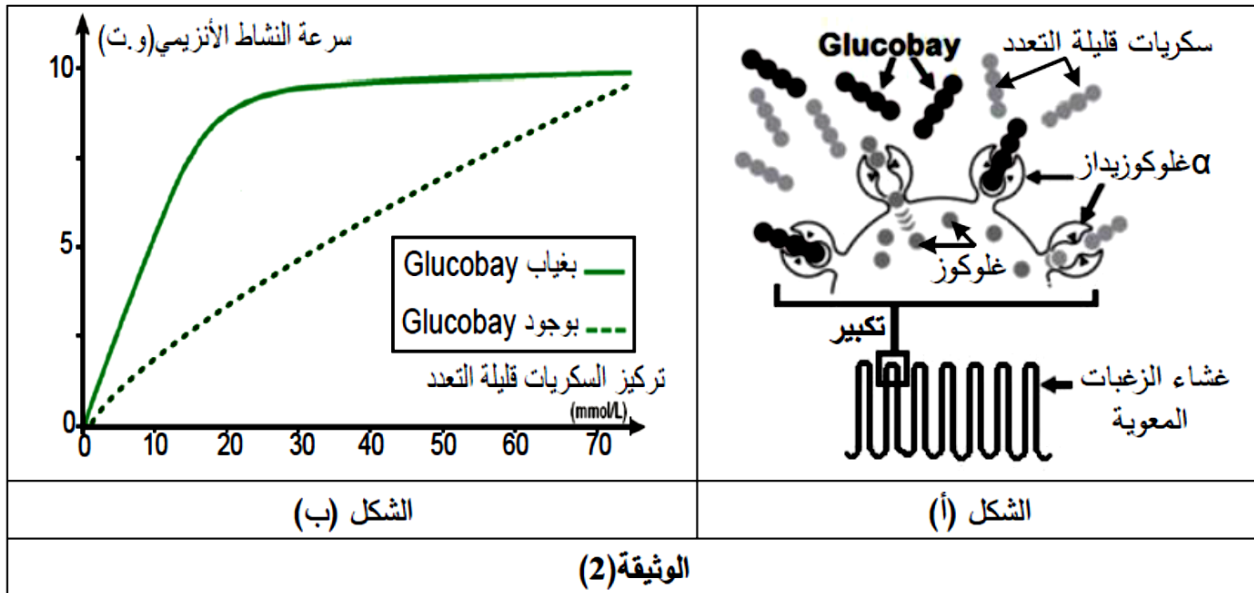 سكريات قليلة التعدد
Glucobay
αغلوكوزيداز
غلوكوز
تكبير
غشاء الزغبات
المعوية
الشكل (أ)
سرعة النشاط الأنزيمي(و.ت)
10
5
0
بغياب Glucobay
بوجود Glucobay
تركيز السكريات قليلة التعدد
(mmol/L)
0 10 20 30 40 50 60 70
الشكل (ب)
الوثيقة(2)